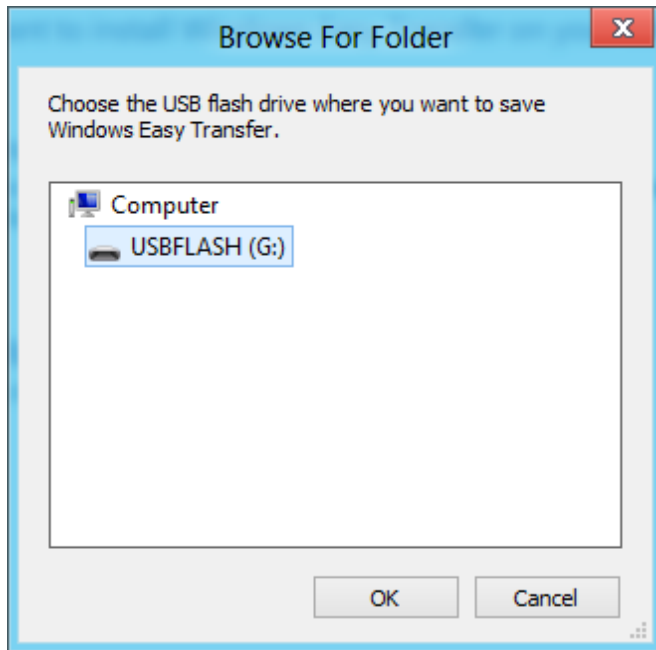 Browse For Folder
X
Choose the USB flash drive where you want to save
Windows Easy Transfer.
Computer
USBFLASH (G:)
OK
Cancel